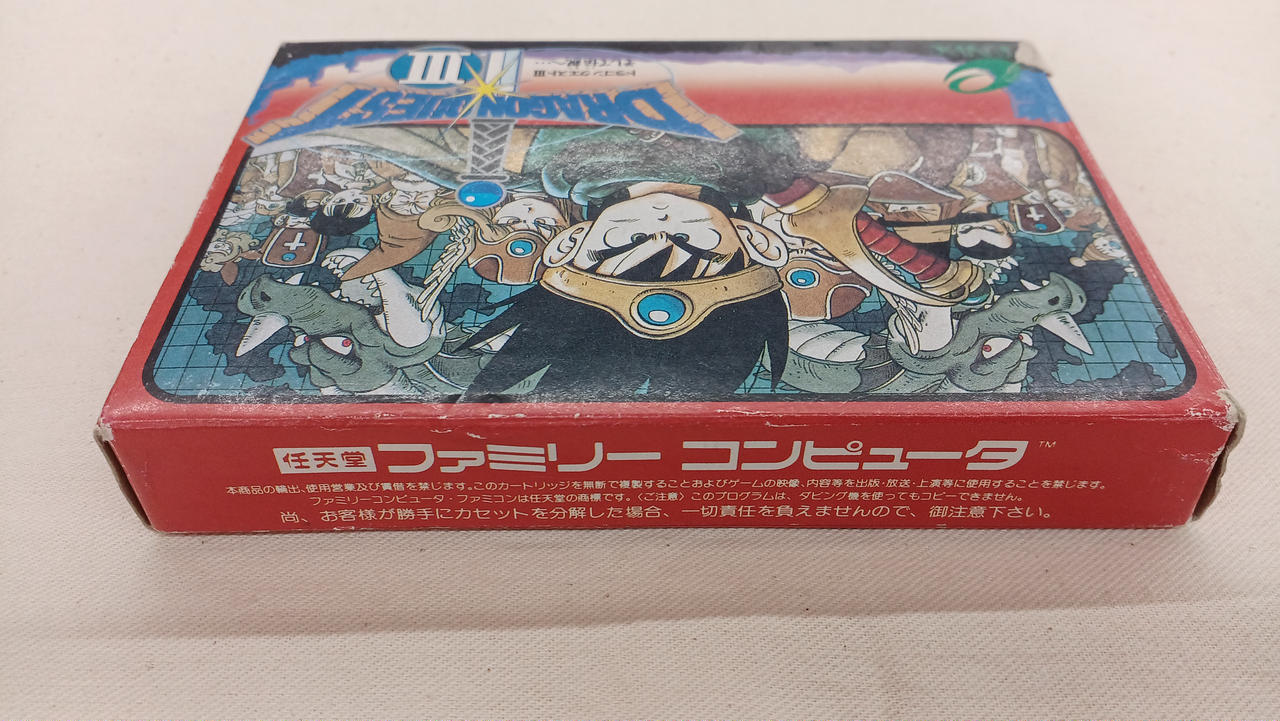 DRAGON QUEST
III
ドラゴンクエストIII
そして伝説へ…
任天堂 ファミリー コンピュータ™
本商品の輸出、使用営業及び賃借を禁じます。このカートリッジを無断で複製することおよびゲームの映像、内容等を出版・放送・上演等に使用することを禁じます。
ファミリーコンピュータ・ファミコンは任天堂の商標です。〈ご注意〉このプログラムは、ダビング機を使ってもコピーできません。
尚、お客様が勝手にカセットを分解した場合、一切責任を負えませんので、御注意下さい。